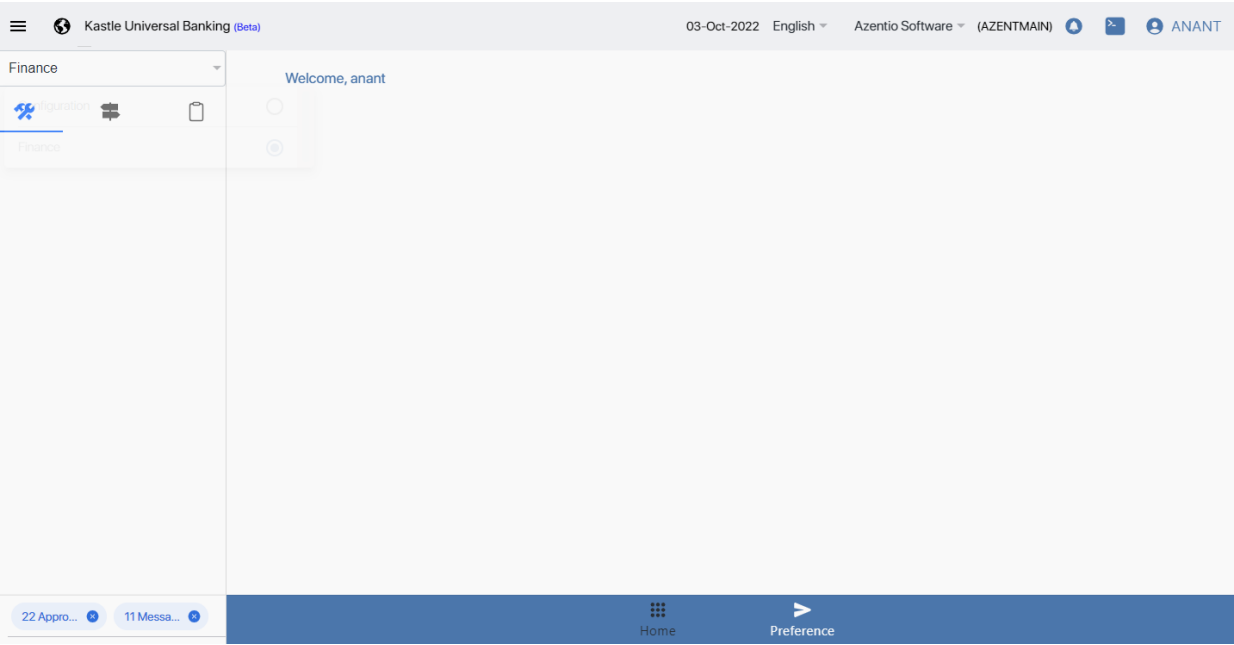 Kastle Universal Banking (Beta) 03-Oct-2022 English Azentio Software (AZENTMAIN) ANANT
Finance
Welcome, anant
Finance
22 Appro... 11 Messa...
Home Preference